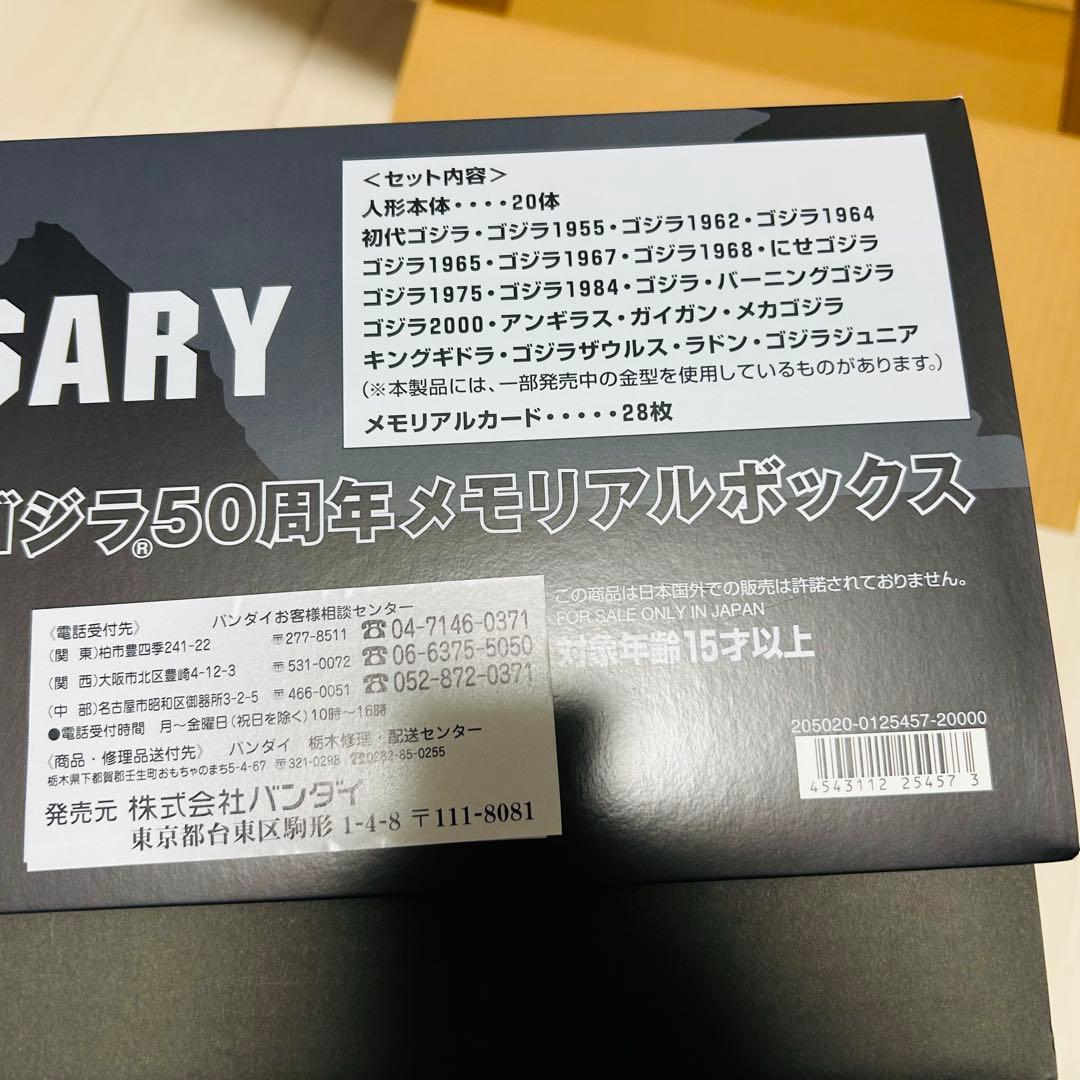 <セット内容>
人形本体････20体
初代ゴジラ・ゴジラ1955・ゴジラ1962・ゴジラ1964
ゴジラ1965・ゴジラ1967・ゴジラ1968・にせゴジラ
ゴジラ1975・ゴジラ1984・ゴジラ・バーニングゴジラ
ゴジラ2000・アンギラス・ガイガン・メカゴジラ
キングギドラ・ゴジラザウルス・ラドン・ゴジラジュニア
(※本製品には、一部発売中の金型を使用しているものがあります。)
メモリアルカード･････28枚
SARY
ゴジラ®50周年メモリアルボックス
この商品は日本国外での販売は許諾されておりません。
FOR SALE ONLY IN JAPAN
対象年齢15才以上
205020-0125457-20000
4543112 25457 3
バンダイお客様相談センター
《電話受付先》
(関 東)柏市豊四季241-22 〒277-8511 ☎04-7146-0371
(関 西)大阪市北区豊崎4-12-3 〒531-0072 ☎06-6375-5050
(中 部)名古屋市昭和区御器所3-2-5 〒466-0051 ☎052-872-0371
●電話受付時間 月〜金曜日(祝日を除く)10時〜16時
《商品・修理品送付先》 バンダイ 栃木修理・配送センター
栃木県下都賀郡壬生町おもちゃのまち5-4-67 〒321-0298 ☎0282-85-0255
発売元 株式会社バンダイ
東京都台東区駒形 1-4-8 〒111-8081